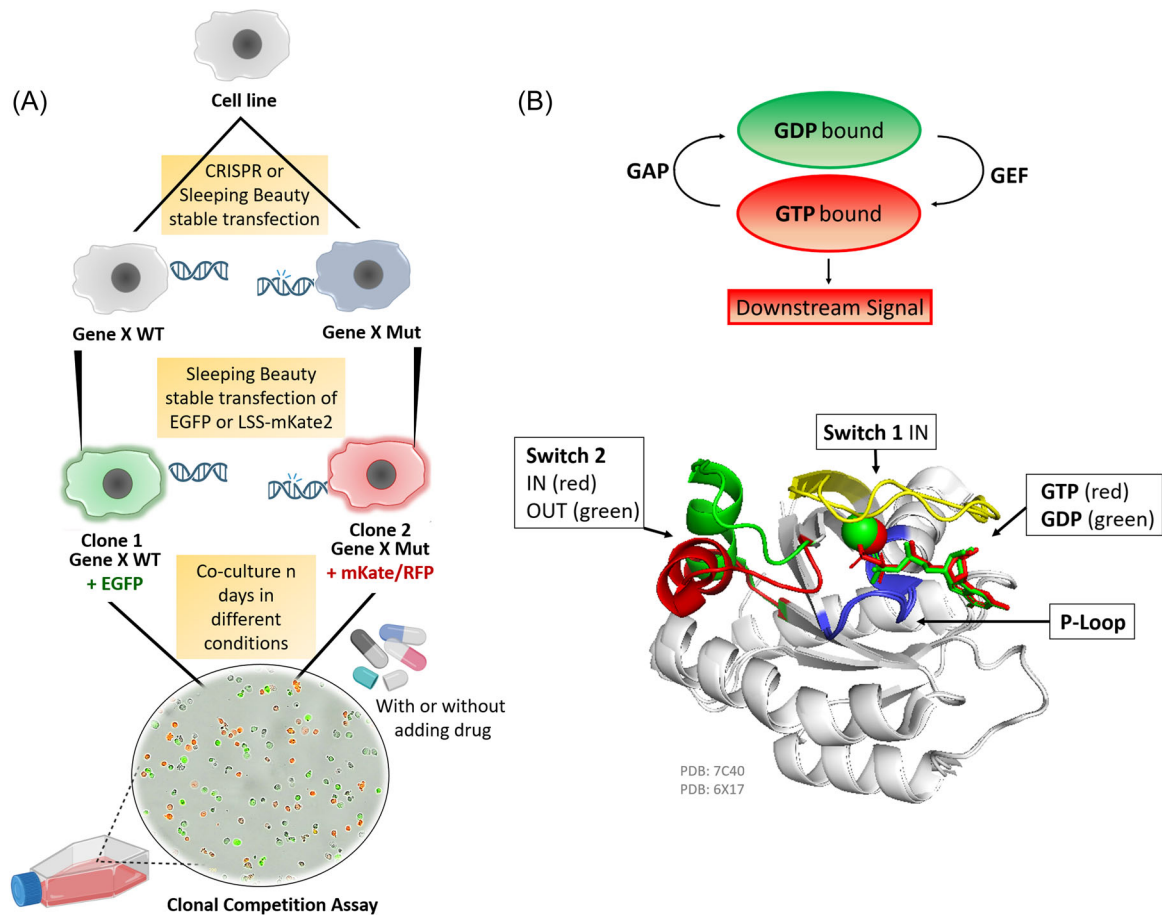 (A)
Cell line
CRISPR or
Sleeping Beauty
stable transfection
Gene X WT
Gene X Mut
Sleeping Beauty
stable transfection of
EGFP or LSS-mKate2
Clone 1
Gene X WT
+ EGFP
Clone 2
Gene X Mut
+ mKate/RFP
Co-culture n
days in
different
conditions
With or without
adding drug
Clonal Competition Assay
(B)
GDP bound
GAP
GEF
GTP bound
Downstream Signal
Switch 1 IN
Switch 2
IN (red)
OUT (green)
GTP (red)
GDP (green)
P-Loop
PDB: 7C40
PDB: 6X17